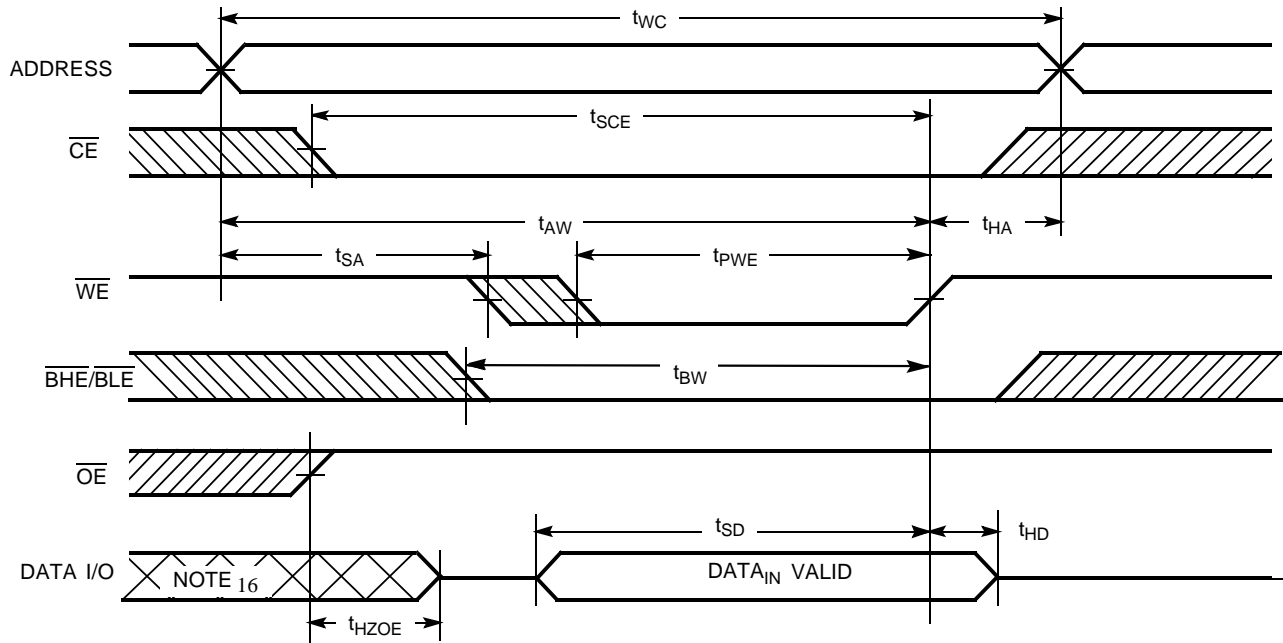 tWC
ADDRESS
tSCE
CE
tAW
tHA
tSA
tPWE
WE
BHE/BLE
tBW
OE
tSD
tHD
DATA I/O
NOTE 16
DATAIN VALID
tHZOE